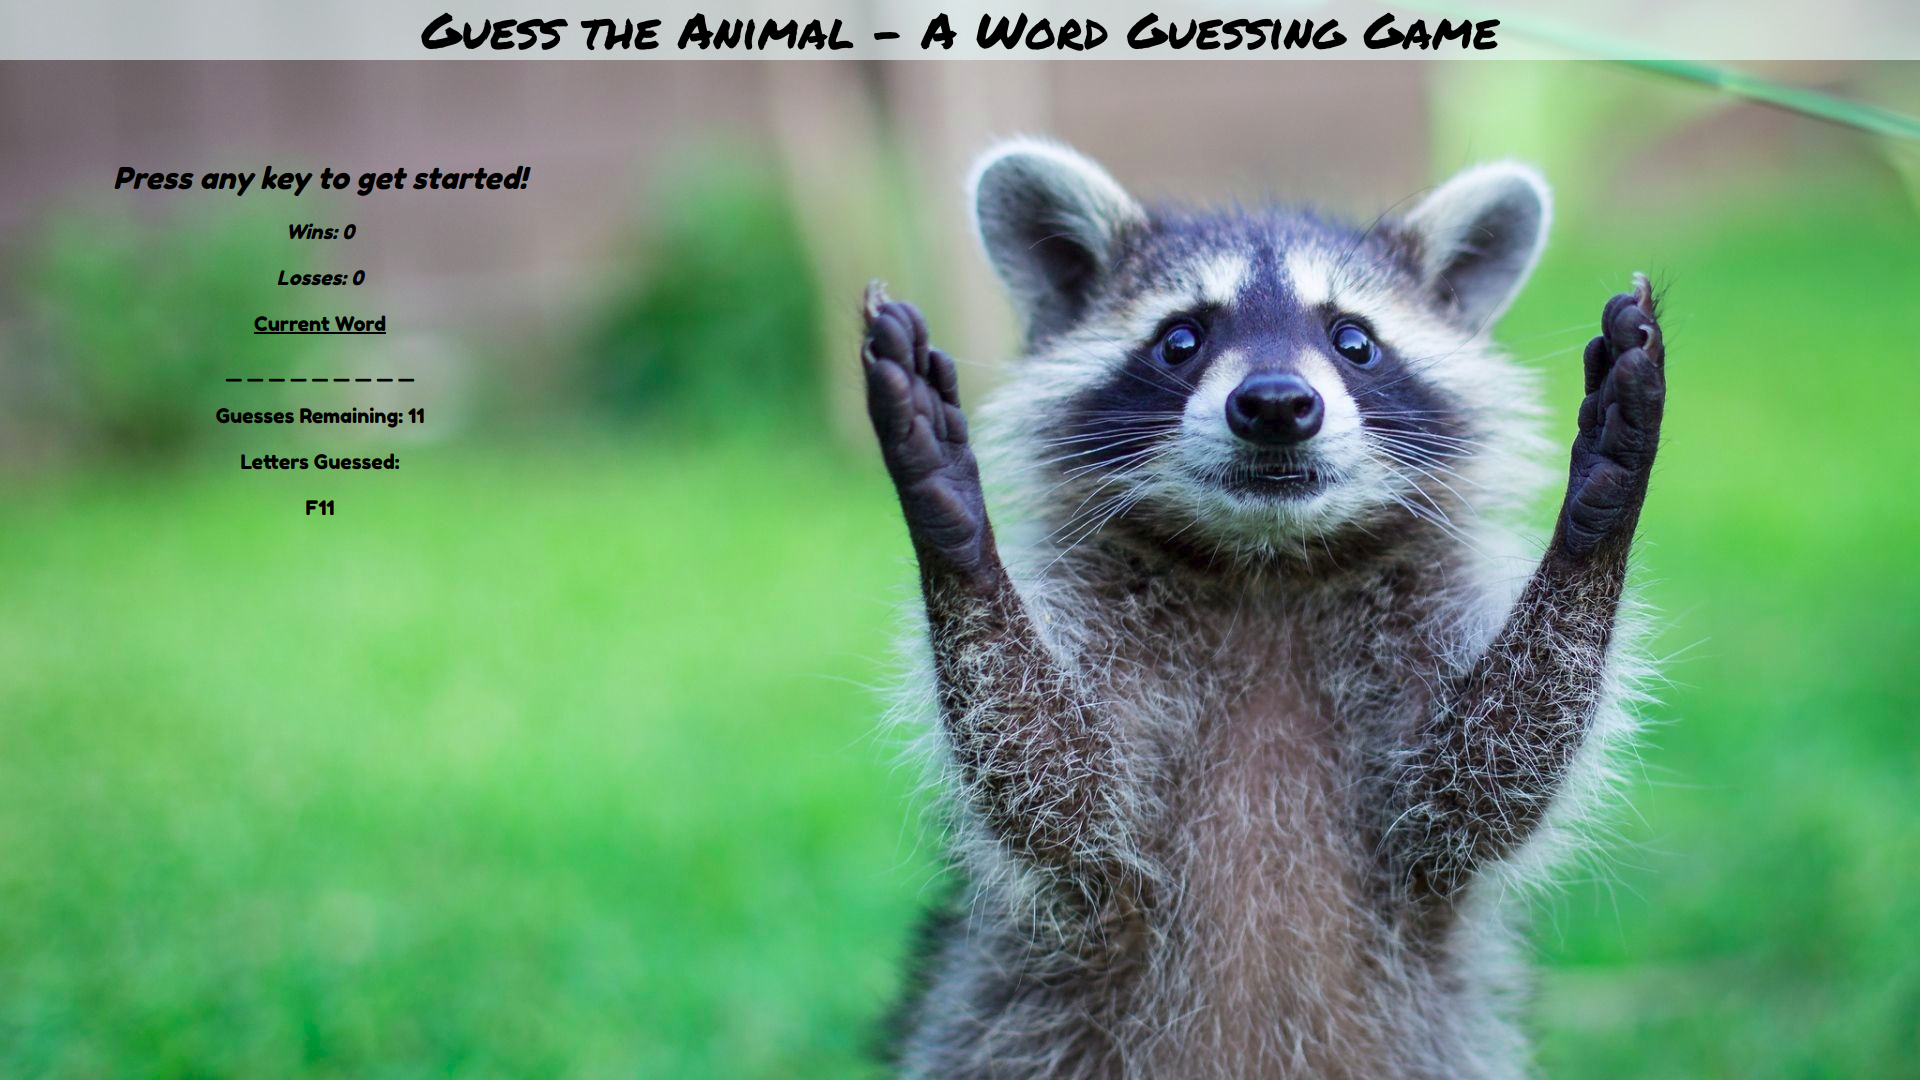 Guess the Animal - A Word Guessing Game
Press any key to get started!
Wins: 0
Losses: 0
Current Word
_ _ _ _ _ _ _ _ _
Guesses Remaining: 11
Letters Guessed:
F11